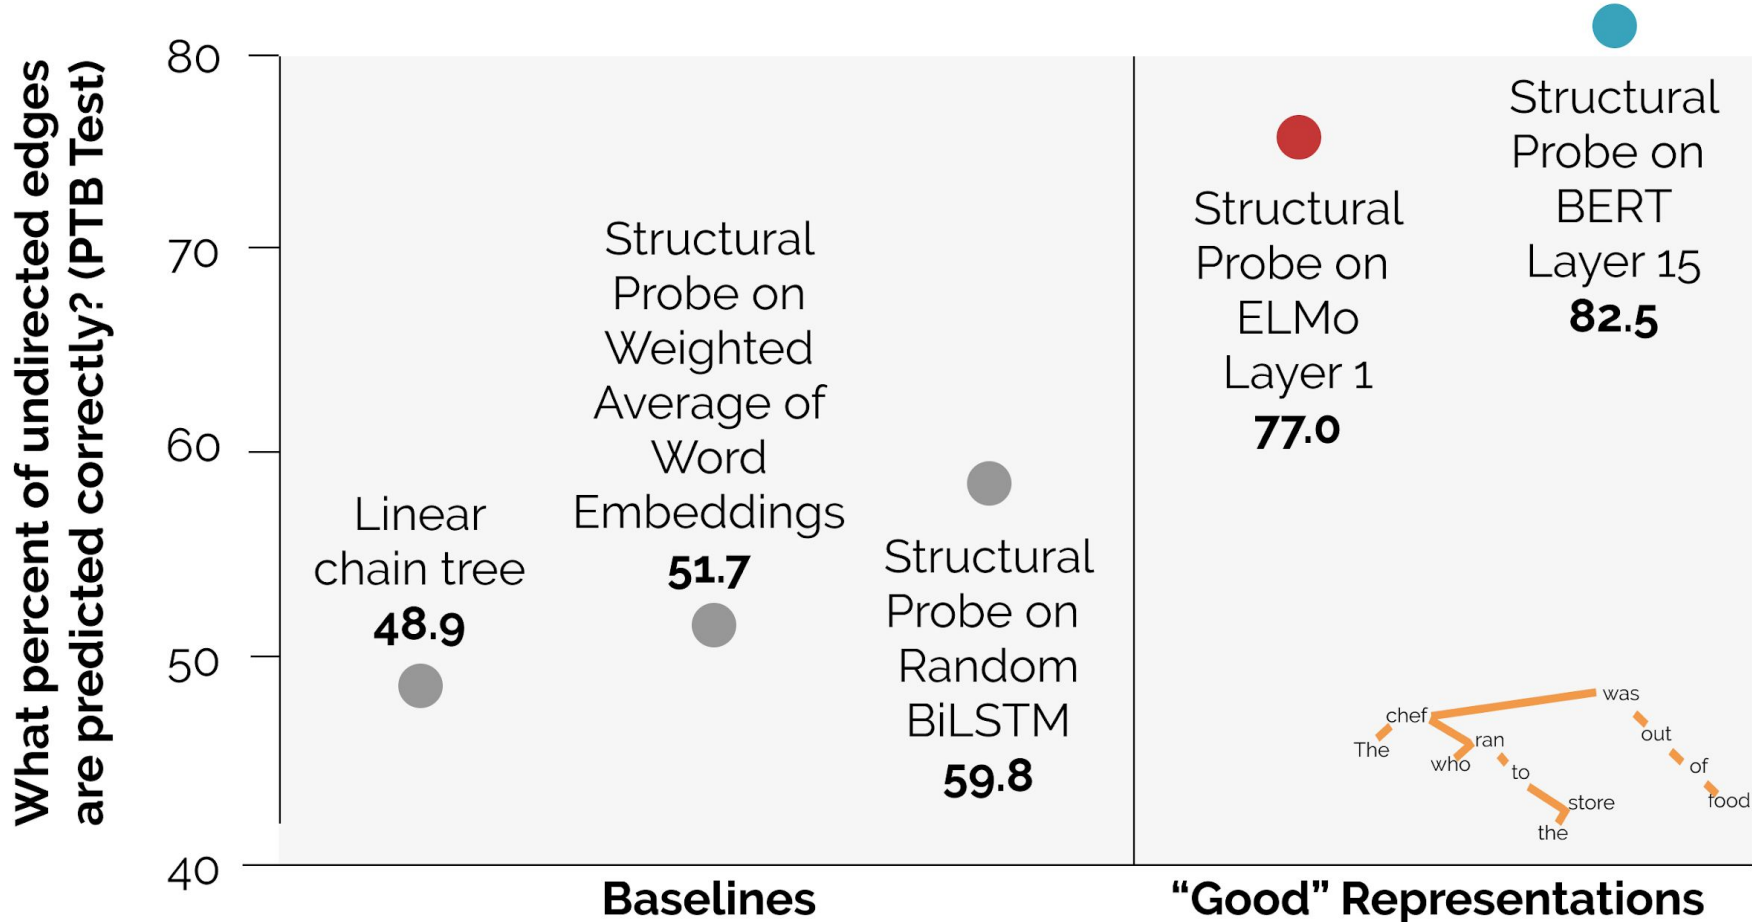 What percent of undirected edges
are predicted correctly? (PTB Test)
80
70
60
50
40
Linear
chain tree
48.9
Structural
Probe on
Weighted
Average of
Word
Embeddings
51.7
Structural
Probe on
Random
BiLSTM
59.8
Structural
Probe on
ELMo
Layer 1
77.0
Structural
Probe on
BERT
Layer 15
82.5
was
chef
out
The
ran
who
of
to
food
store
the
Baselines
“Good” Representations